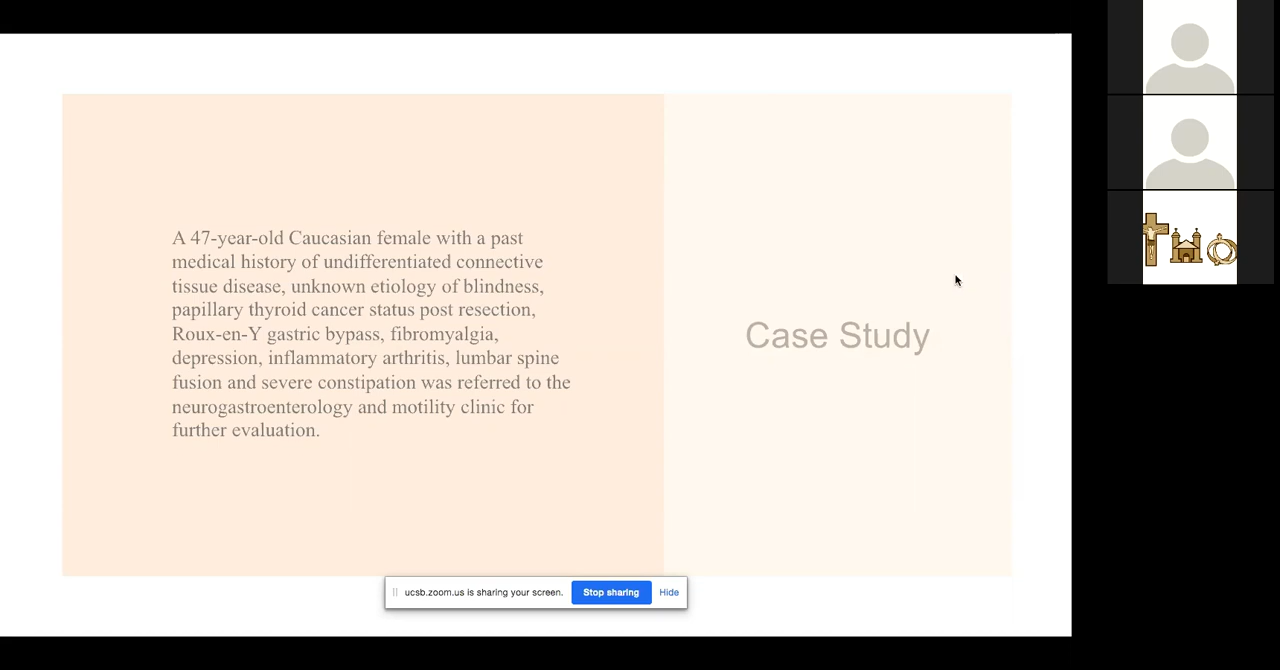 A 47-year-old Caucasian female with a past
medical history of undifferentiated connective
tissue disease, unknown etiology of blindness,
papillary thyroid cancer status post resection,
Roux-en-Y gastric bypass, fibromyalgia,
depression, inflammatory arthritis, lumbar spine
fusion and severe constipation was referred to the
neurogastroenterology and motility clinic for
further evaluation.
Case Study
ucsb.zoom.us is sharing your screen. Stop sharing Hide